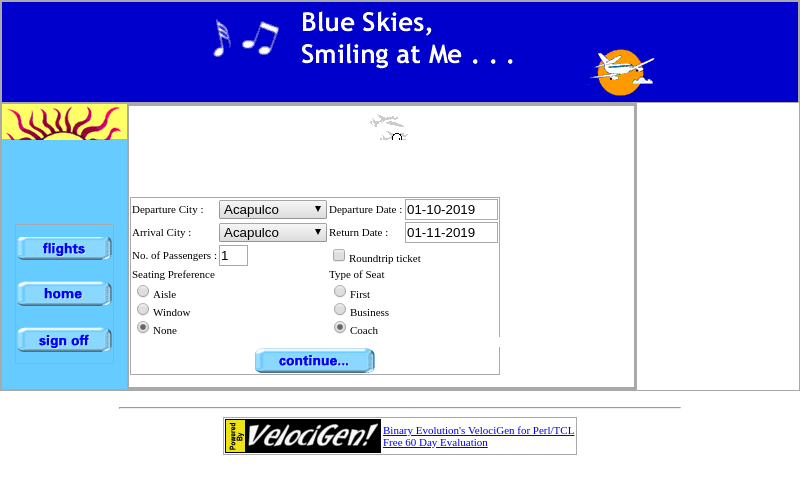 Blue Skies,
Smiling at Me . . .
flights
home
sign off
Departure City : Acapulco Departure Date : 01-10-2019
Arrival City : Acapulco Return Date : 01-11-2019
No. of Passengers : 1 Roundtrip ticket
Seating Preference Type of Seat
Aisle First
Window Business
None Coach
continue...
Powered By VelociGen! Binary Evolution's VelociGen for Perl/TCL
Free 60 Day Evaluation